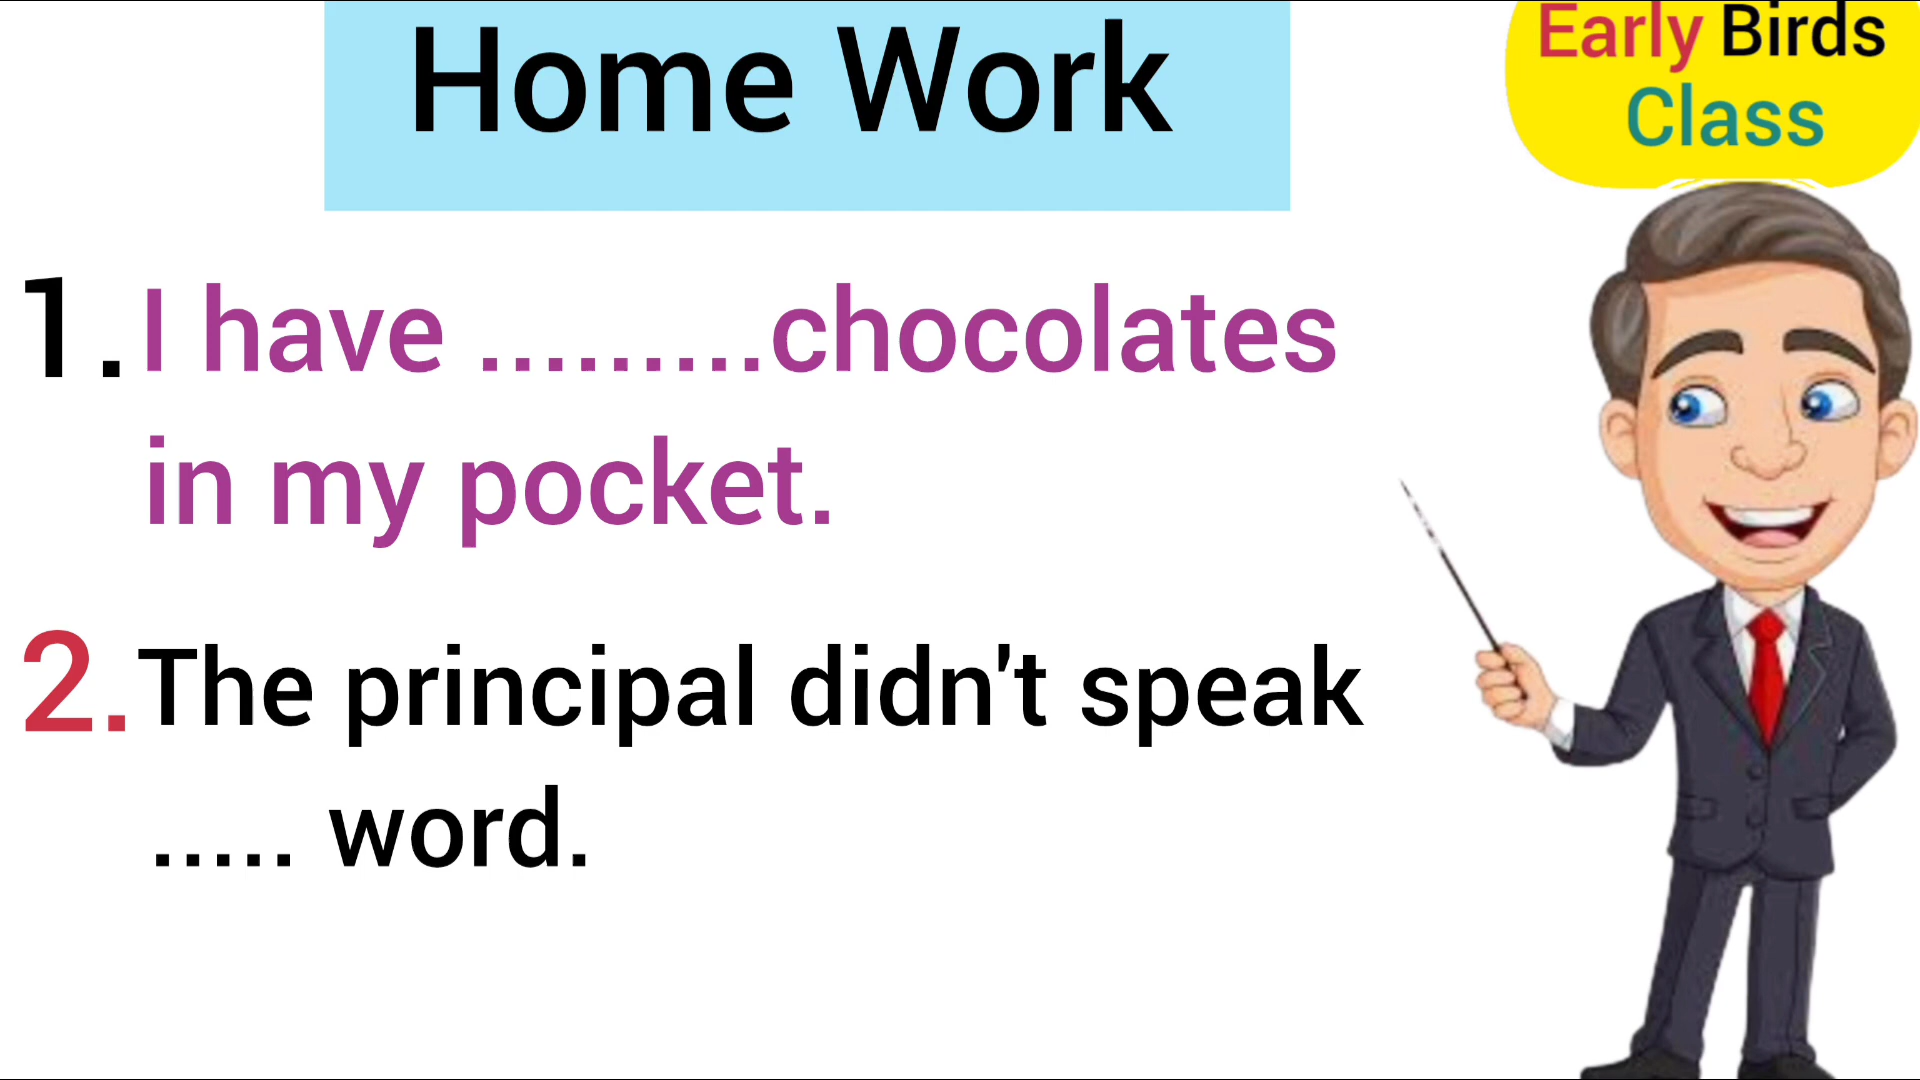 Home Work
Early Birds
Class
1. I have .........chocolates
in my pocket.
2. The principal didn't speak
..... word.